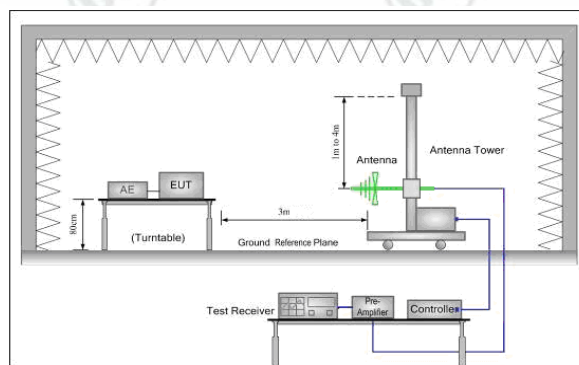 1m to 4m
Antenna
Antenna Tower
AE
EUT
3m
80cm
(Turntable)
Ground Reference Plane
Test Receiver
Pre-
Amplifier
Controller